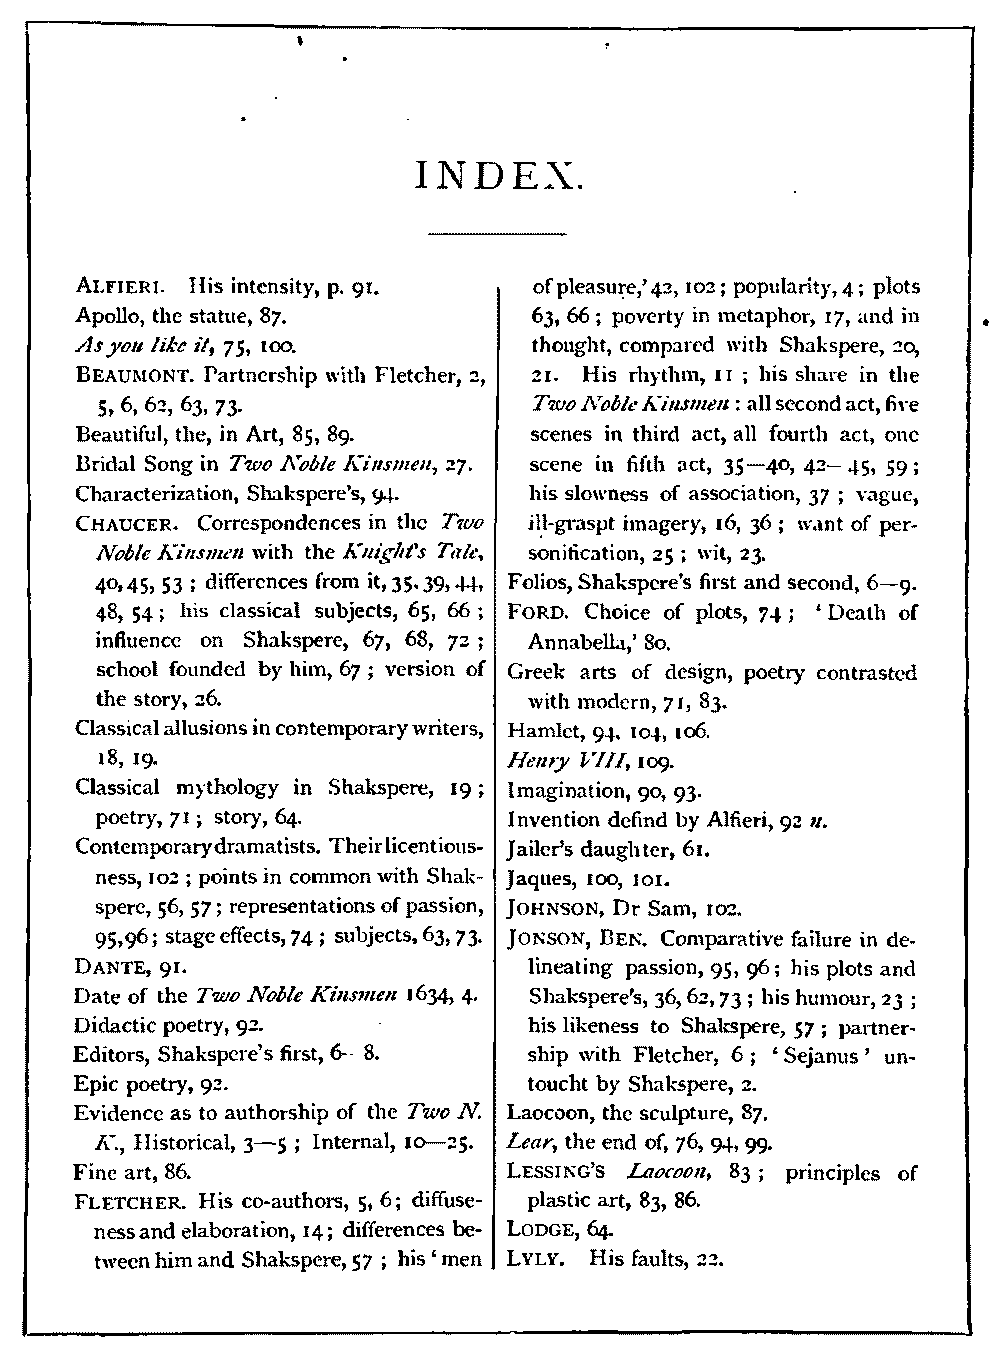 INDEX.
ALFIERI. His intensity, p. 91.
Apollo, the statue, 87.
As you like it, 75, 100.
BEAUMONT. Partnership with Fletcher, 2,
5, 6, 62, 63, 73.
Beautiful, the, in Art, 85, 89.
Bridal Song in Two Noble Kinsmen, 27.
Characterization, Shakspere's, 94.
CHAUCER. Correspondences in the Two
Noble Kinsmen with the Knight's Tale,
40, 45, 53 ; differences from it, 35, 39, 44,
48, 54 ; his classical subjects, 65, 66 ;
influence on Shakspere, 67, 68, 72 ;
school founded by him, 67 ; version of
the story, 26.
Classical allusions in contemporary writers,
18, 19.
Classical mythology in Shakspere, 19 ;
poetry, 71 ; story, 64.
Contemporary dramatists. Their licentious-
ness, 102 ; points in common with Shak-
spere, 56, 57 ; representations of passion,
95, 96 ; stage effects, 74 ; subjects, 63, 73.
DANTE, 91.
Date of the Two Noble Kinsmen 1634, 4.
Didactic poetry, 92.
Editors, Shakspere's first, 6-- 8.
Epic poetry, 92.
Evidence as to authorship of the Two N.
K., Historical, 3—5 ; Internal, 10—25.
Fine art, 86.
FLETCHER. His co-authors, 5, 6 ; diffuse-
ness and elaboration, 14 ; differences be-
tween him and Shakspere, 57 ; his 'men
of pleasure,' 42, 102 ; popularity, 4 ; plots
63, 66 ; poverty in metaphor, 17, and in
thought, compared with Shakspere, 20,
21. His rhythm, 11 ; his share in the
Two Noble Kinsmen : all second act, five
scenes in third act, all fourth act, one
scene in fifth act, 35—40, 42—45, 59 ;
his slowness of association, 37 ; vague,
ill-graspt imagery, 16, 36 ; want of per-
sonification, 25 ; wit, 23.
Folios, Shakspere's first and second, 6—9.
FORD. Choice of plots, 74 ; 'Death of
Annabella,' 80.
Greek arts of design, poetry contrasted
with modern, 71, 83.
Hamlet, 94, 104, 106.
Henry VIII, 109.
Imagination, 90, 93.
Invention defind by Alfieri, 92 n.
Jailer's daughter, 61.
Jaques, 100, 101.
JOHNSON, Dr Sam, 102.
JONSON, BEN. Comparative failure in de-
lineating passion, 95, 96 ; his plots and
Shakspere's, 36, 62, 73 ; his humour, 23 ;
his likeness to Shakspere, 57 ; partner-
ship with Fletcher, 6 ; 'Sejanus' un-
toucht by Shakspere, 2.
Laocoon, the sculpture, 87.
Lear, the end of, 76, 94, 99.
LESSING'S Laocoon, 83 ; principles of
plastic art, 83, 86.
LODGE, 64.
LYLY. His faults, 22.